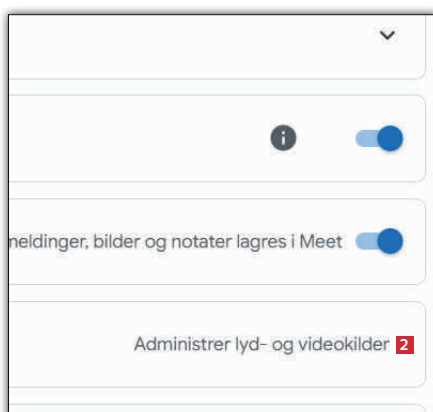 meldinger, bilder og notater lagres i Meet
Administrer lyd- og videokilder 2